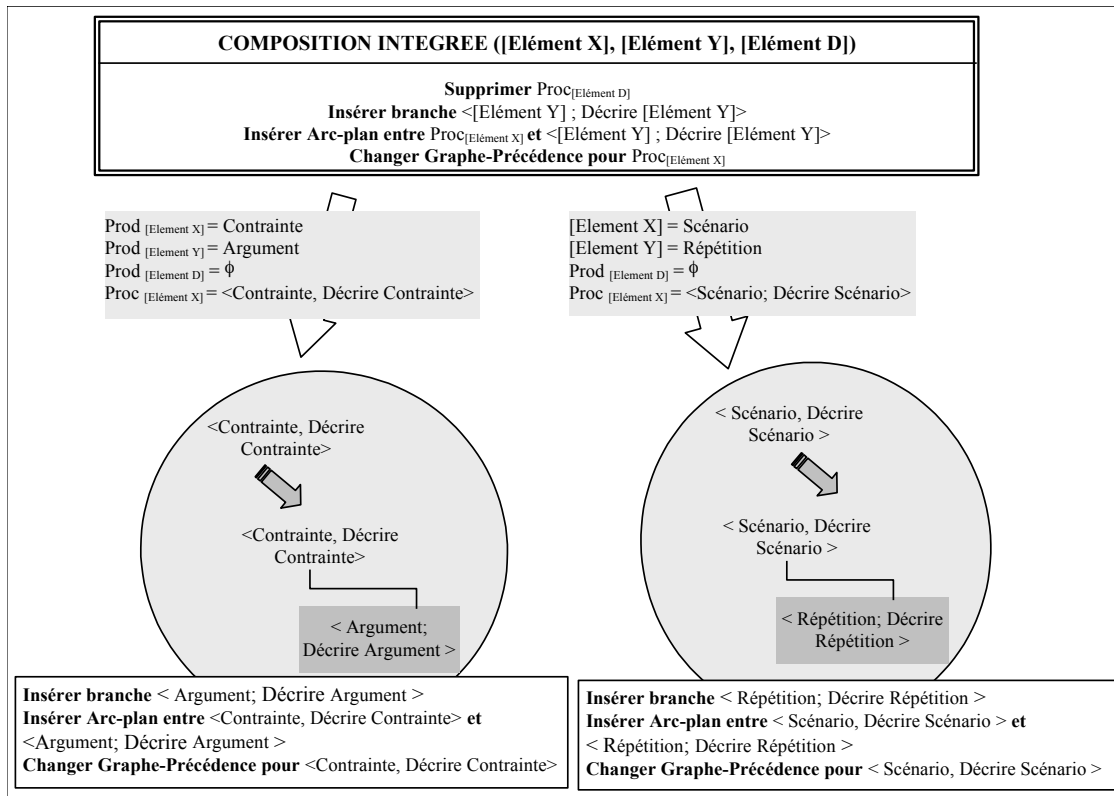 COMPOSITION INTEGREE ([Elément X], [Elément Y], [Elément D])
Supprimer Proc[Elément D]
Insérer branche <[Elément Y] ; Décrire [Elément Y]>
Insérer Arc-plan entre Proc[Elément X] et <[Elément Y] ; Décrire [Elément Y]>
Changer Graphe-Précédence pour Proc[Elément X]
Prod [Element X] = Contrainte
Prod [Element Y] = Argument
Prod [Element D] = ϕ
Proc [Elément X] = <Contrainte, Décrire Contrainte>
[Element X] = Scénario
[Element Y] = Répétition
Prod [Element D] = ϕ
Proc [Elément X] = <Scénario; Décrire Scénario>
<Contrainte, Décrire
Contrainte>
<Contrainte, Décrire
Contrainte>
< Argument;
Décrire Argument >
Insérer branche < Argument; Décrire Argument >
Insérer Arc-plan entre <Contrainte, Décrire Contrainte> et
<Argument; Décrire Argument >
Changer Graphe-Précédence pour <Contrainte, Décrire Contrainte>
< Scénario, Décrire
Scénario >
< Scénario, Décrire
Scénario >
< Répétition; Décrire
Répétition >
Insérer branche < Répétition; Décrire Répétition >
Insérer Arc-plan entre < Scénario, Décrire Scénario > et
< Répétition; Décrire Répétition >
Changer Graphe-Précédence pour < Scénario, Décrire Scénario >